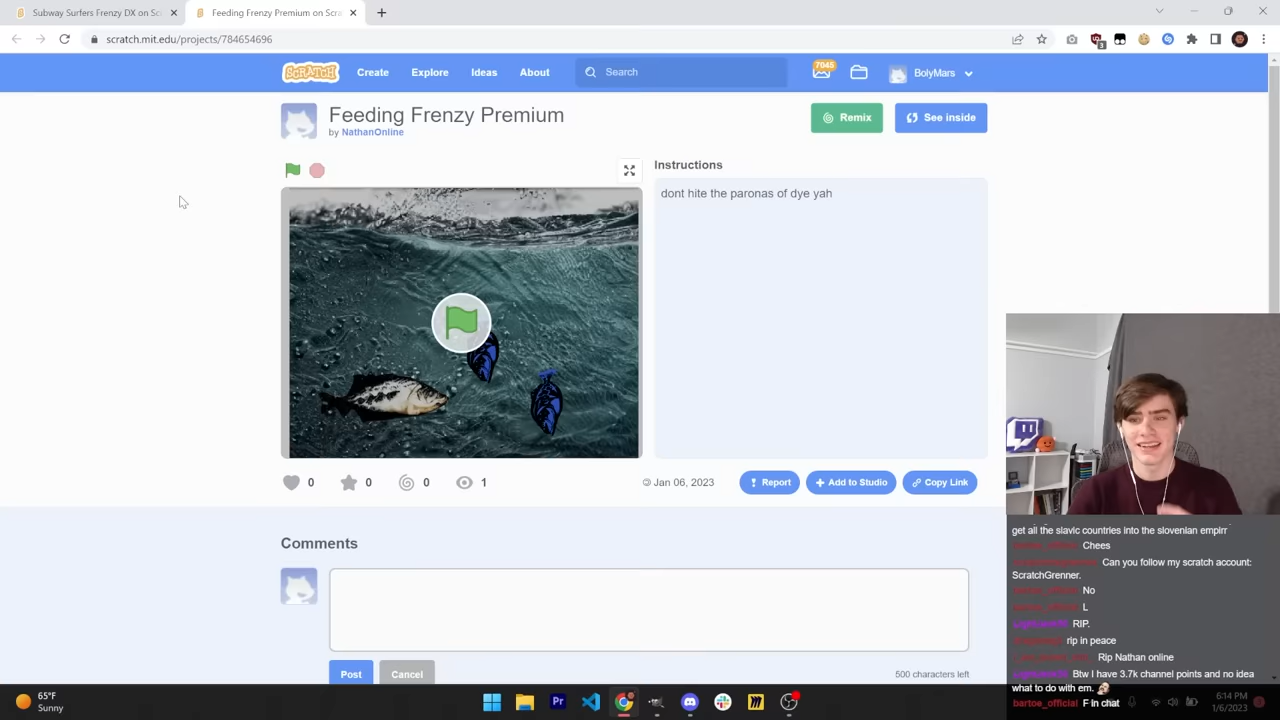 Subway Surfers Frenzy DX on Sc
Feeding Frenzy Premium on Scra
scratch.mit.edu/projects/784654696
3
SCRATCH
Create
Explore
Ideas
About
Search
7045
BolyMars
Feeding Frenzy Premium
by NathanOnline
Remix
See inside
Instructions
dont hite the paronas of dye yah
0
0
0
1
Jan 06, 2023
Report
Add to Studio
Copy Link
Comments
Post
Cancel
500 characters left
get all the slavic countries into the slovenian empirr
Chees
Can you follow my scratch account:
ScratchGrenner.
No
L
RIP.
rip in peace
Rip Nathan online
Btw I have 3.7k channel points and no idea
what to do with em.
bartoe_official F in chat
65°F
Sunny
Pr
6:14 PM
1/6/2023